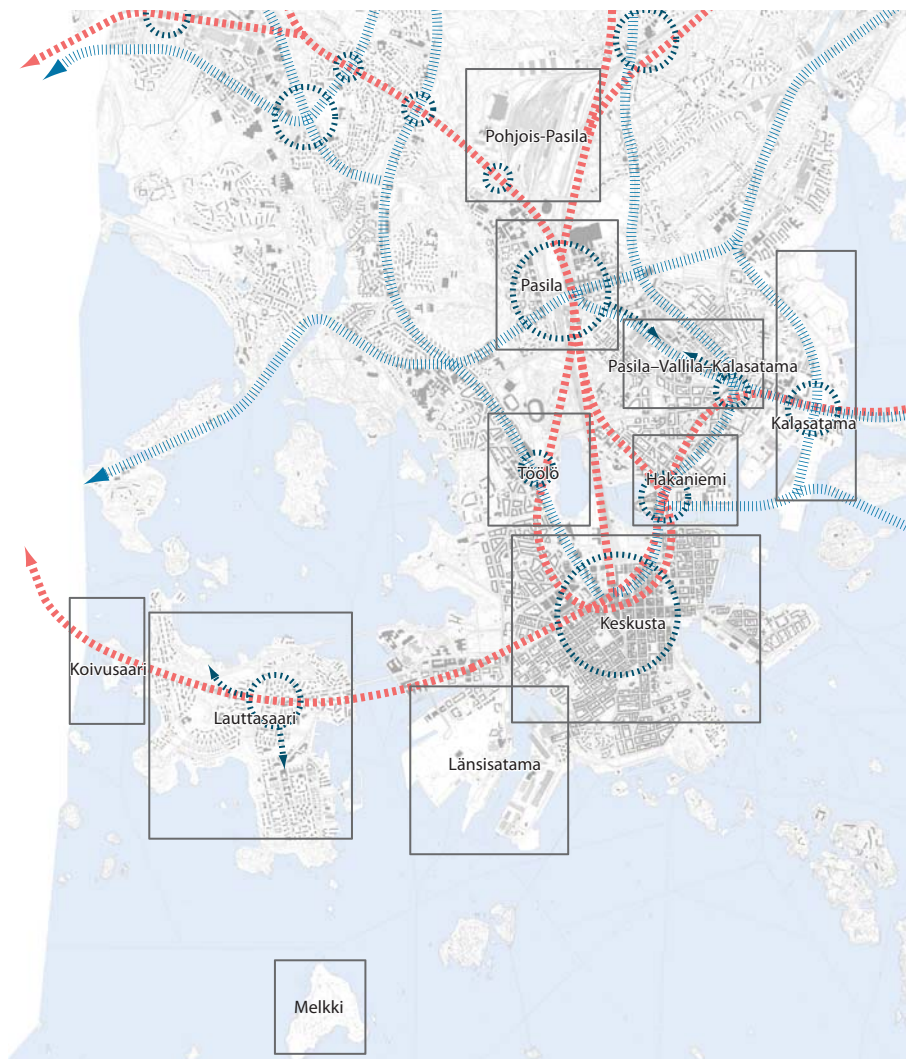 Pohjois-Pasila
Pasila
Pasila–Vallila–Kalasatama
Kalasatama
Töölö
Hakaniemi
Keskusta
Koivusaari
Lauttasaari
Länsisatama
Melkki